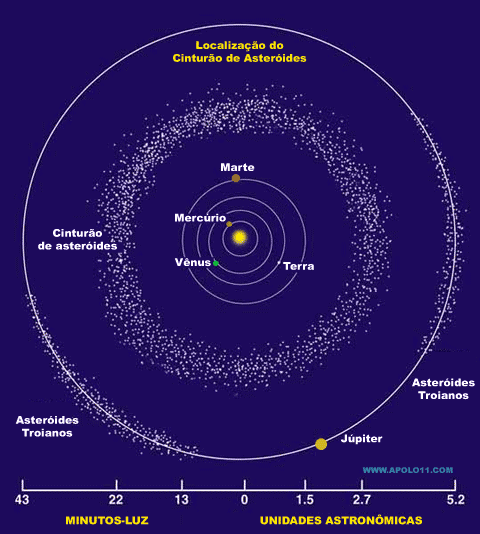 Localização do
Cinturão de Asteróides
Marte
Mercúrio
Cinturão
de asteróides
Vênus
Terra
Asteróides
Troianos
Asteróides
Troianos
Júpiter
WWW.APOLO11.COM
43 22 13 0 1.5 2.7 5.2
MINUTOS-LUZ UNIDADES ASTRONÔMICAS